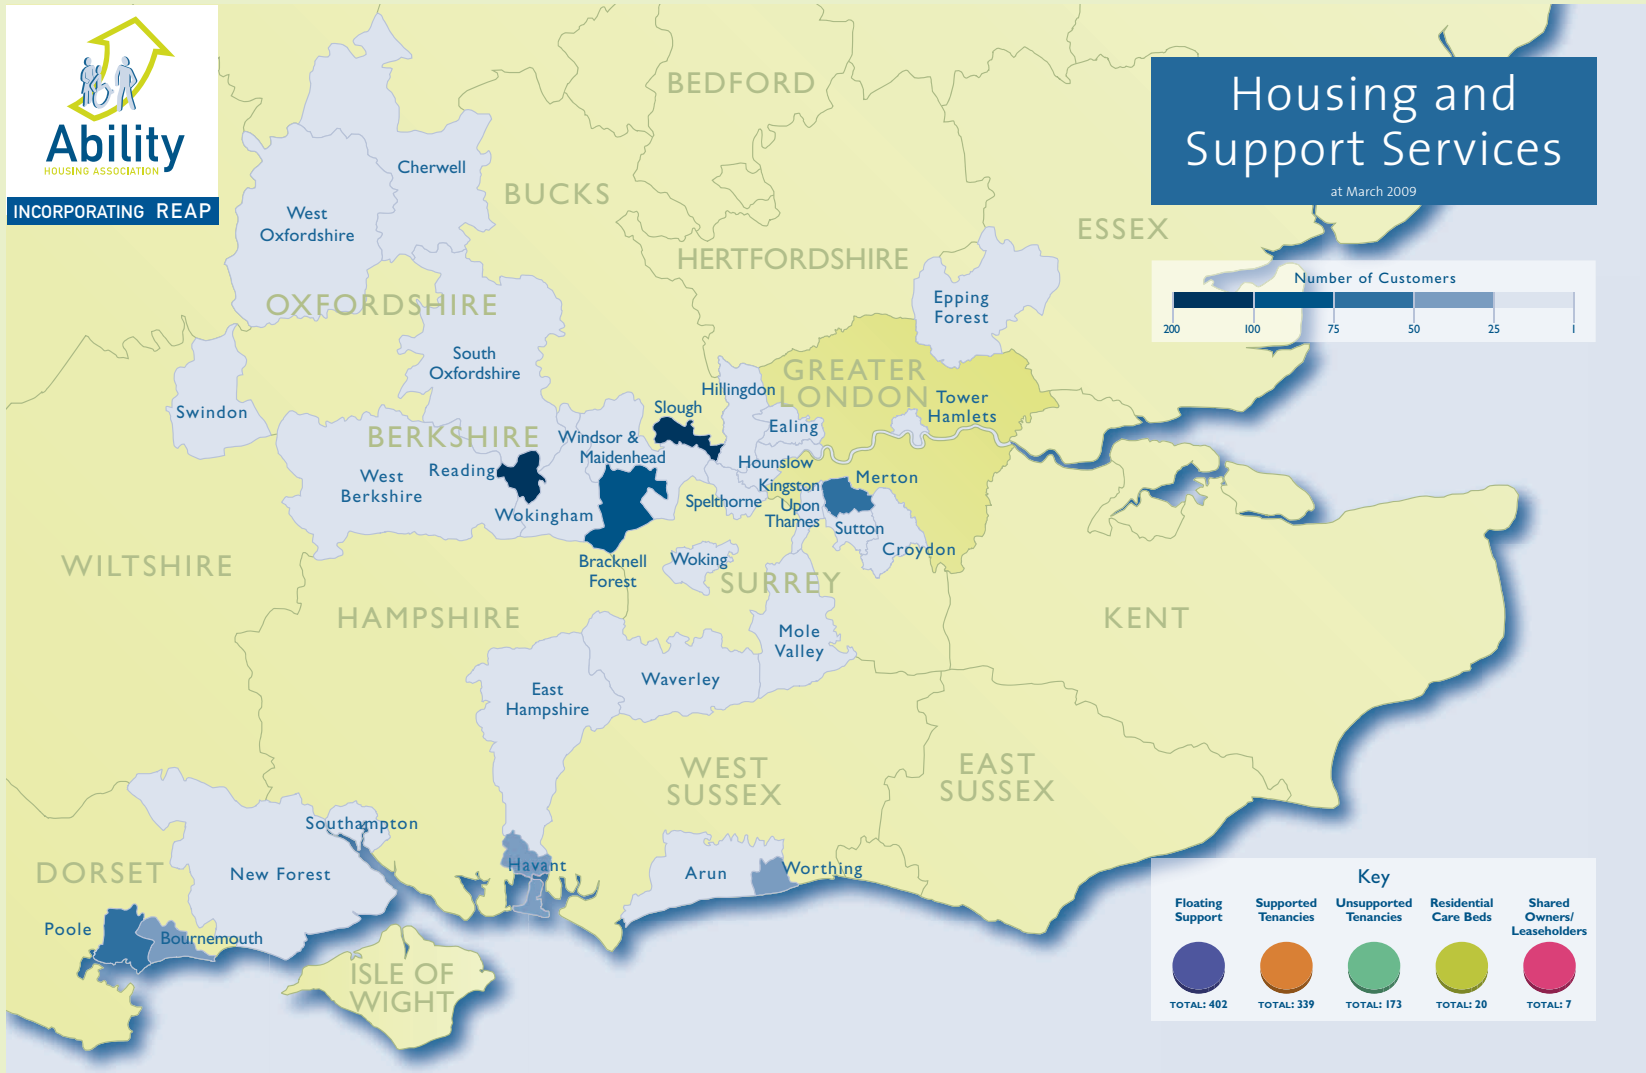 Ability
HOUSING ASSOCIATION
INCORPORATING REAP
Housing and
Support Services
at March 2009
Number of Customers
200 100 75 50 25 1
BEDFORD
BUCKS
HERTFORDSHIRE
ESSEX
OXFORDSHIRE
GREATER
LONDON
BERKSHIRE
WILTSHIRE
HAMPSHIRE
SURREY
KENT
WEST
SUSSEX
EAST
SUSSEX
DORSET
ISLE OF
WIGHT
Cherwell
West
Oxfordshire
Epping
Forest
South
Oxfordshire
Swindon
Hillingdon
Slough
Tower
Hamlets
Ealing
Windsor &
Maidenhead
Hounslow
Reading
West
Berkshire
Merton
Kingston
Upon
Thames
Spelthorne
Wokingham
Sutton
Croydon
Bracknell
Forest
Woking
Mole
Valley
Waverley
East
Hampshire
Southampton
New Forest
Havant
Arun
Worthing
Poole
Bournemouth
Key
Floating
Support
Supported
Tenancies
Unsupported
Tenancies
Residential
Care Beds
Shared
Owners/
Leaseholders
TOTAL: 402
TOTAL: 339
TOTAL: 173
TOTAL: 20
TOTAL: 7